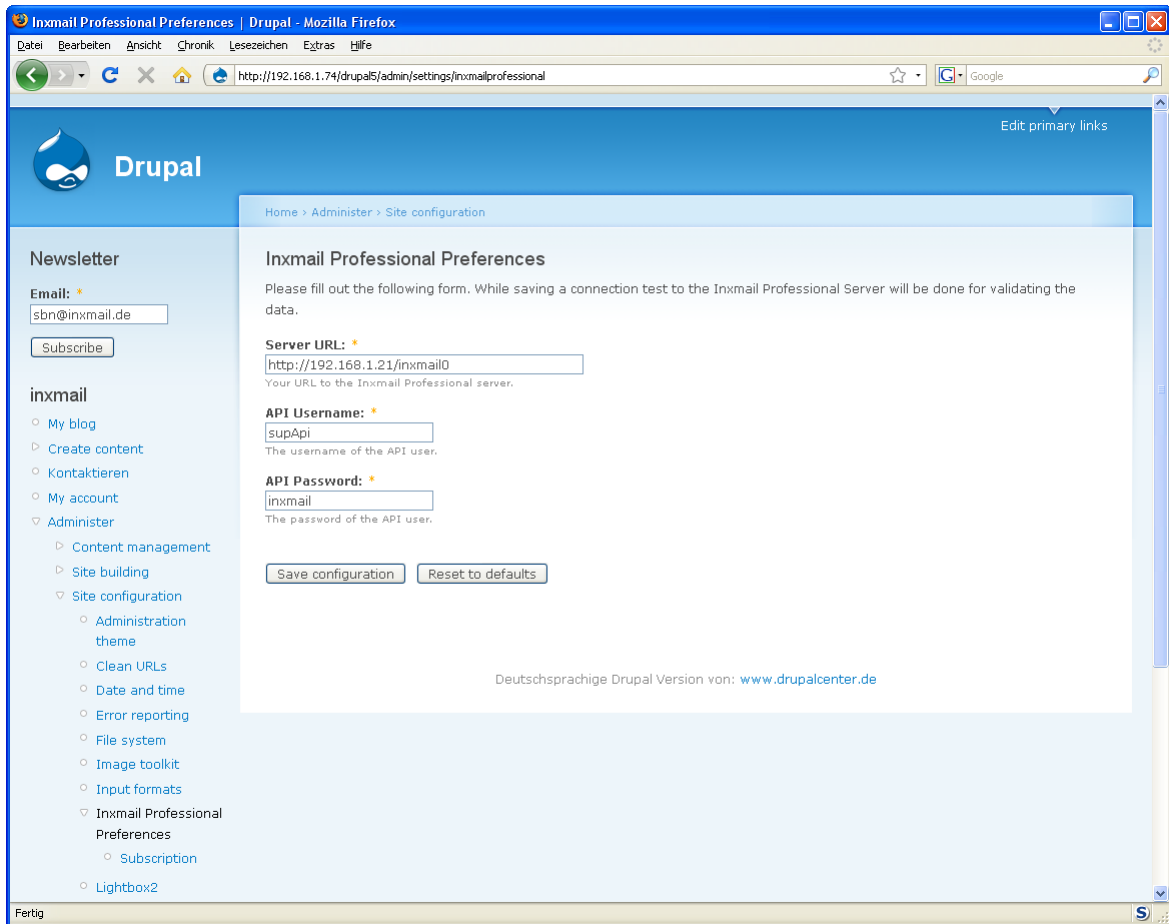 Inxmail Professional Preferences | Drupal - Mozilla Firefox
Datei Bearbeiten Ansicht Chronik Lesezeichen Extras Hilfe
http://192.168.1.74/drupal5/admin/settings/inxmailprofessional
G Google
Edit primary links
Drupal
Home › Administer › Site configuration
Newsletter
Email: *
sbn@inxmail.de
Subscribe
inxmail
My blog
Create content
Kontaktieren
My account
Administer
Content management
Site building
Site configuration
Administration
theme
Clean URLs
Date and time
Error reporting
File system
Image toolkit
Input formats
Inxmail Professional
Preferences
Subscription
Lightbox2
Inxmail Professional Preferences
Please fill out the following form. While saving a connection test to the Inxmail Professional Server will be done for validating the
data.
Server URL: *
http://192.168.1.21/inxmail0
Your URL to the Inxmail Professional server.
API Username: *
supApi
The username of the API user.
API Password: *
inxmail
The password of the API user.
Save configuration Reset to defaults
Deutschsprachige Drupal Version von: www.drupalcenter.de
Fertig
S